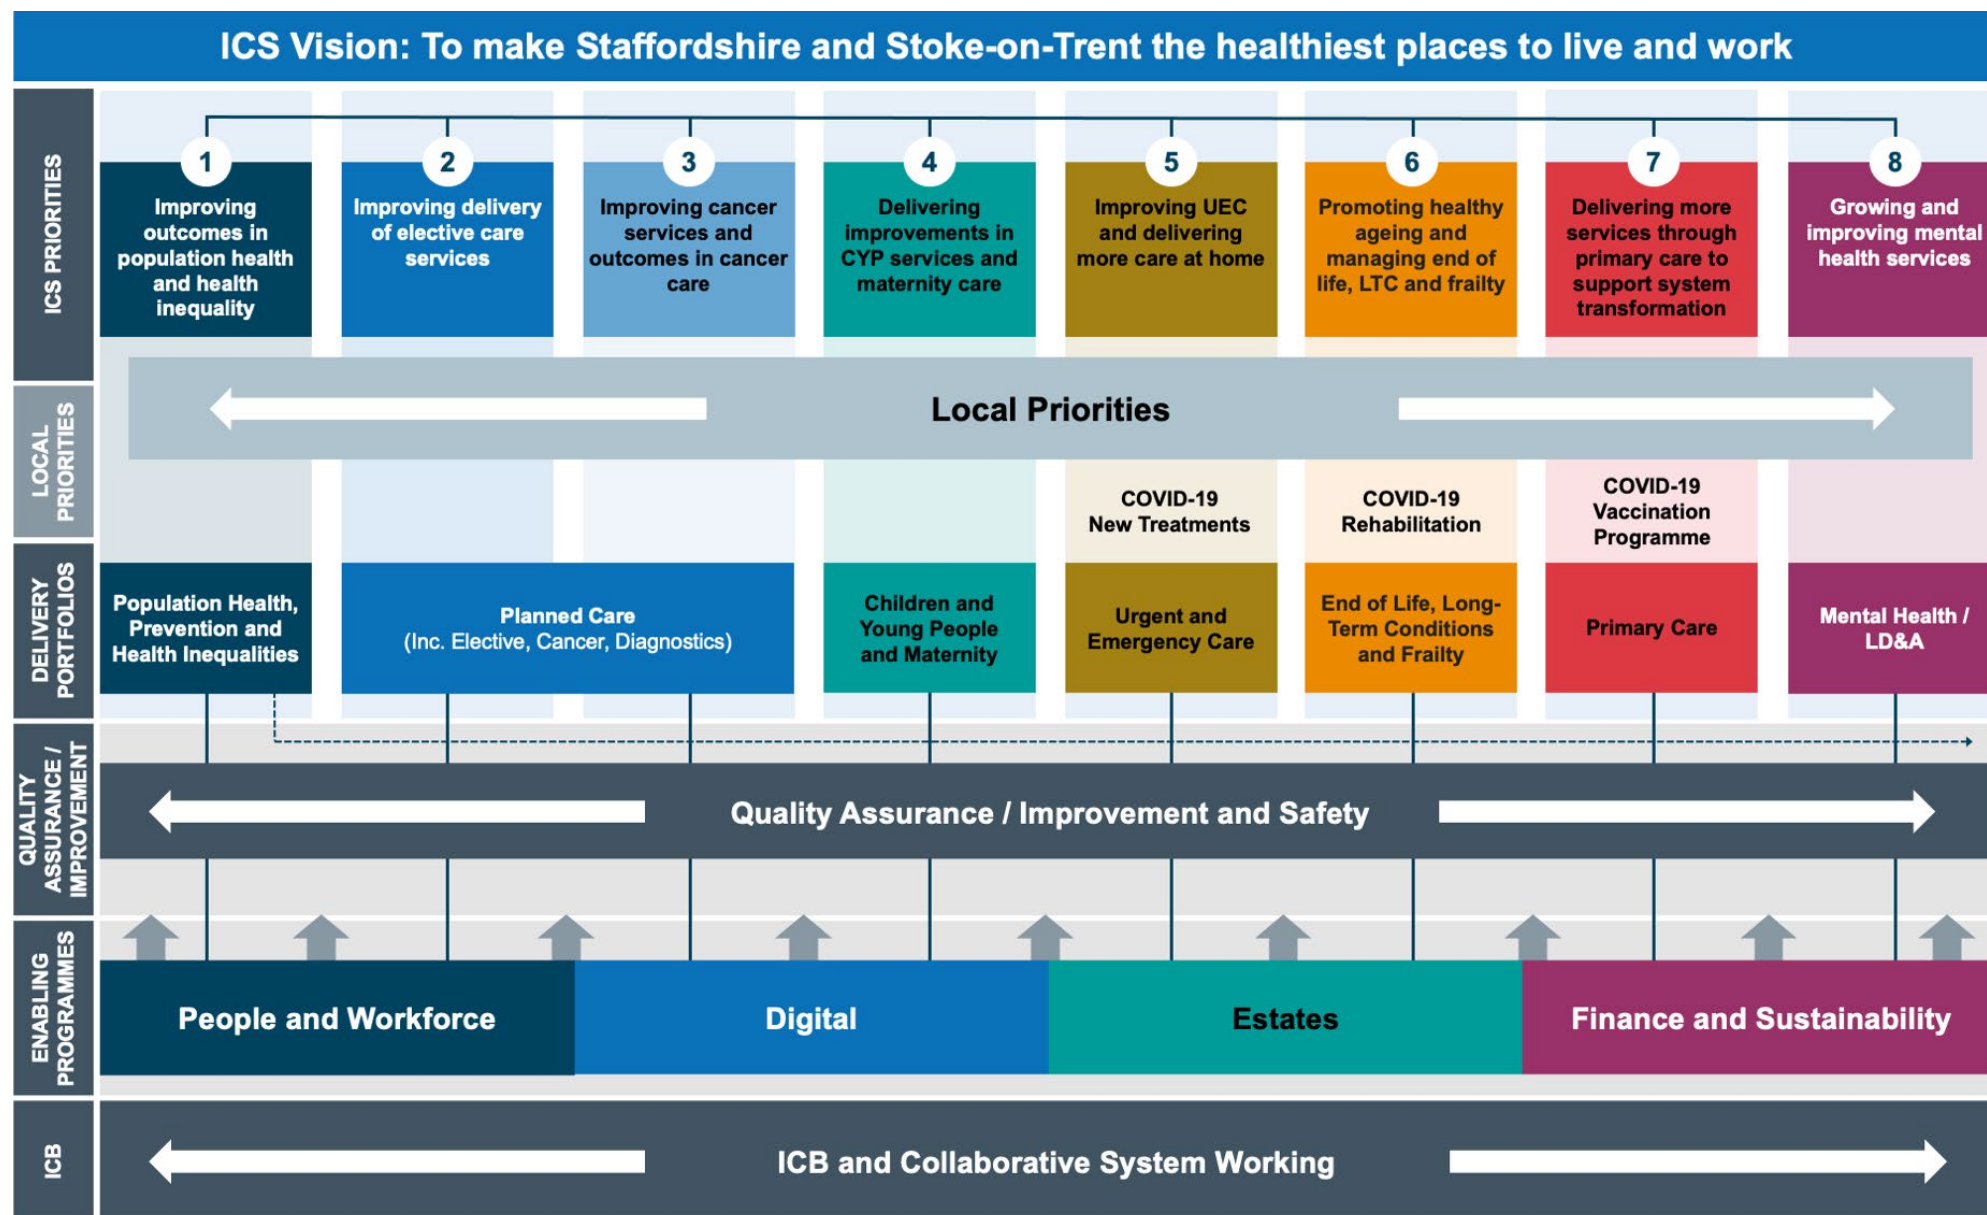 ICS Vision: To make Staffordshire and Stoke-on-Trent the healthiest places to live and work
ICS PRIORITIES
1
Improving
outcomes in
population health
and health
inequality
2
Improving delivery
of elective care
services
3
Improving cancer
services and
outcomes in cancer
care
4
Delivering
improvements in
CYP services and
maternity care
5
Improving UEC
and delivering
more care at home
6
Promoting healthy
ageing and
managing end of
life, LTC and frailty
7
Delivering more
services through
primary care to
support system
transformation
8
Growing and
improving mental
health services
LOCAL
PRIORITIES
Local Priorities
COVID-19
New Treatments
COVID-19
Rehabilitation
COVID-19
Vaccination
Programme
DELIVERY
PORTFOLIOS
Population Health,
Prevention and
Health Inequalities
Planned Care
(Inc. Elective, Cancer, Diagnostics)
Children and
Young People
and Maternity
Urgent and
Emergency Care
End of Life, Long-
Term Conditions
and Frailty
Primary Care
Mental Health /
LD&A
QUALITY
ASSURANCE /
IMPROVEMENT
Quality Assurance / Improvement and Safety
ENABLING
PROGRAMMES
People and Workforce
Digital
Estates
Finance and Sustainability
ICB
ICB and Collaborative System Working